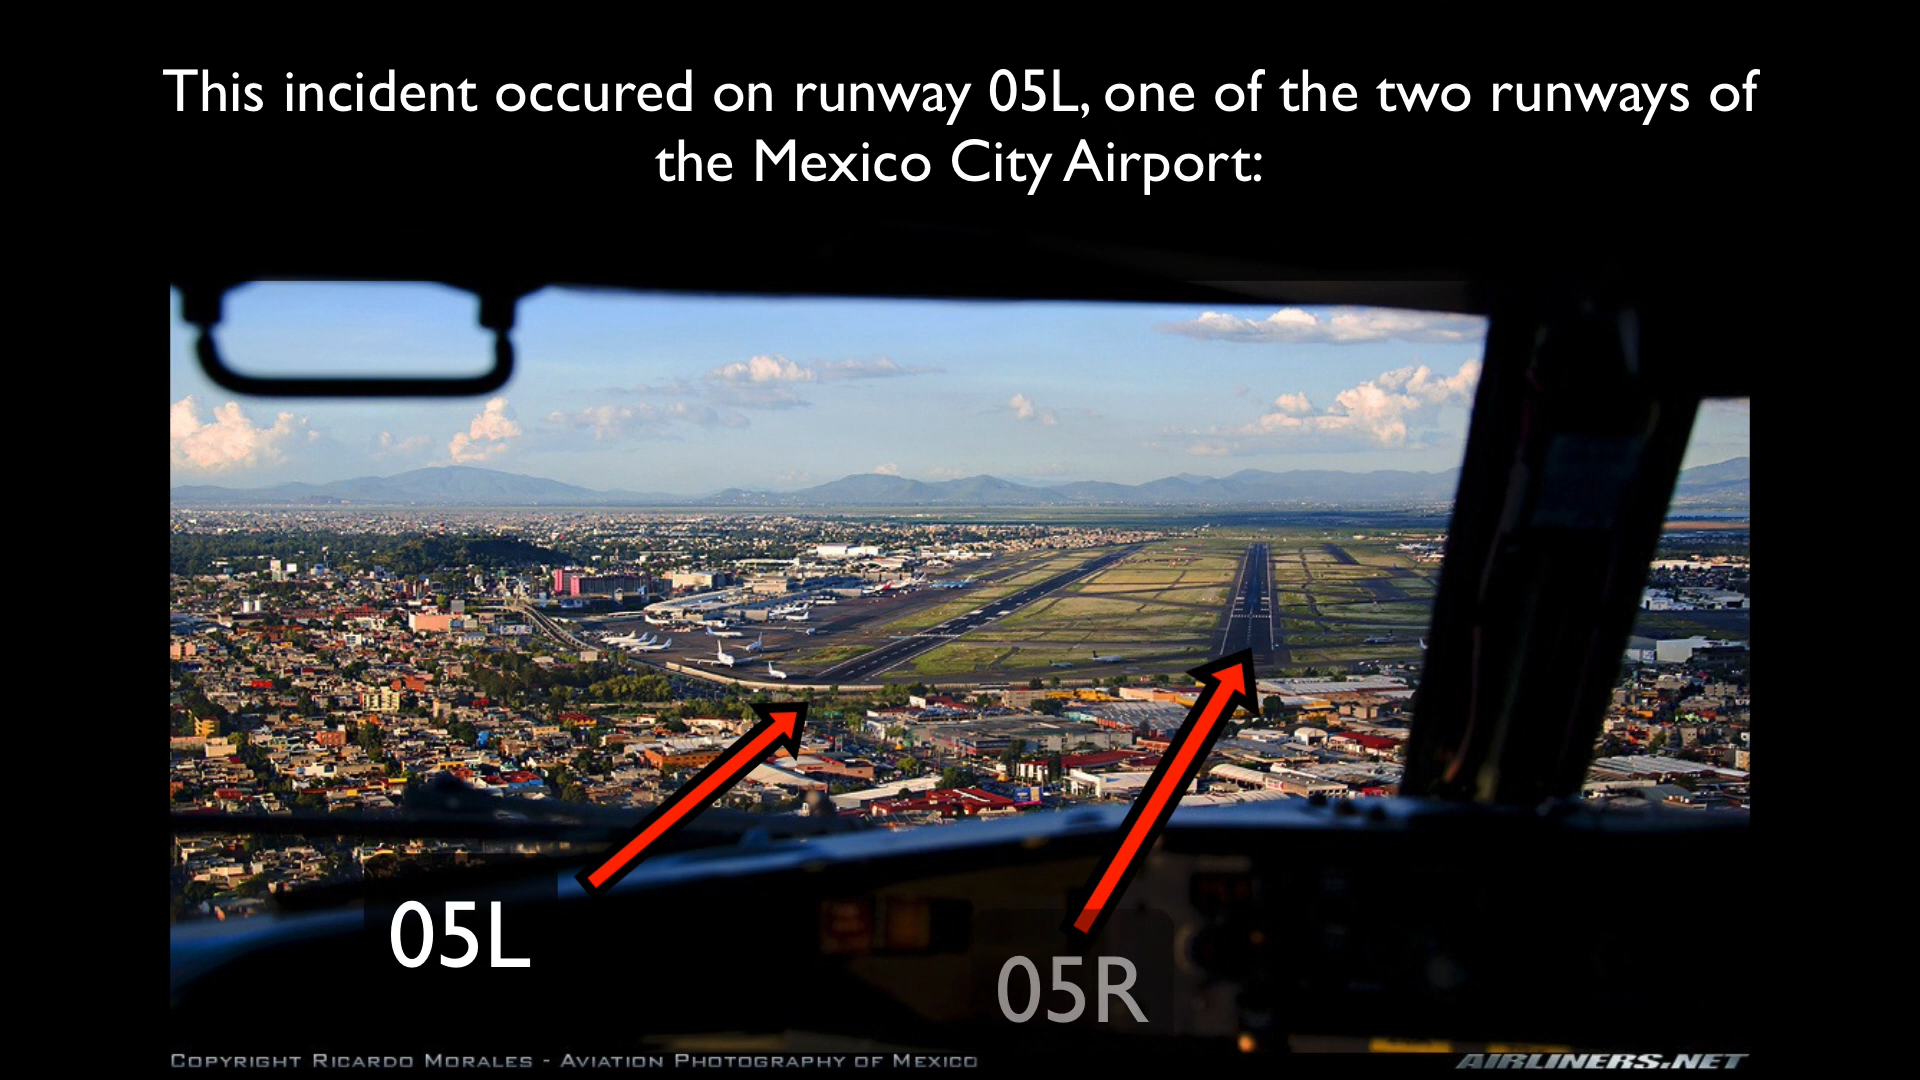 This incident occured on runway 05L, one of the two runways of
the Mexico City Airport:
05L
05R
COPYRIGHT RICARDO MORALES - AVIATION PHOTOGRAPHY OF MEXICO
AIRLINERS.NET